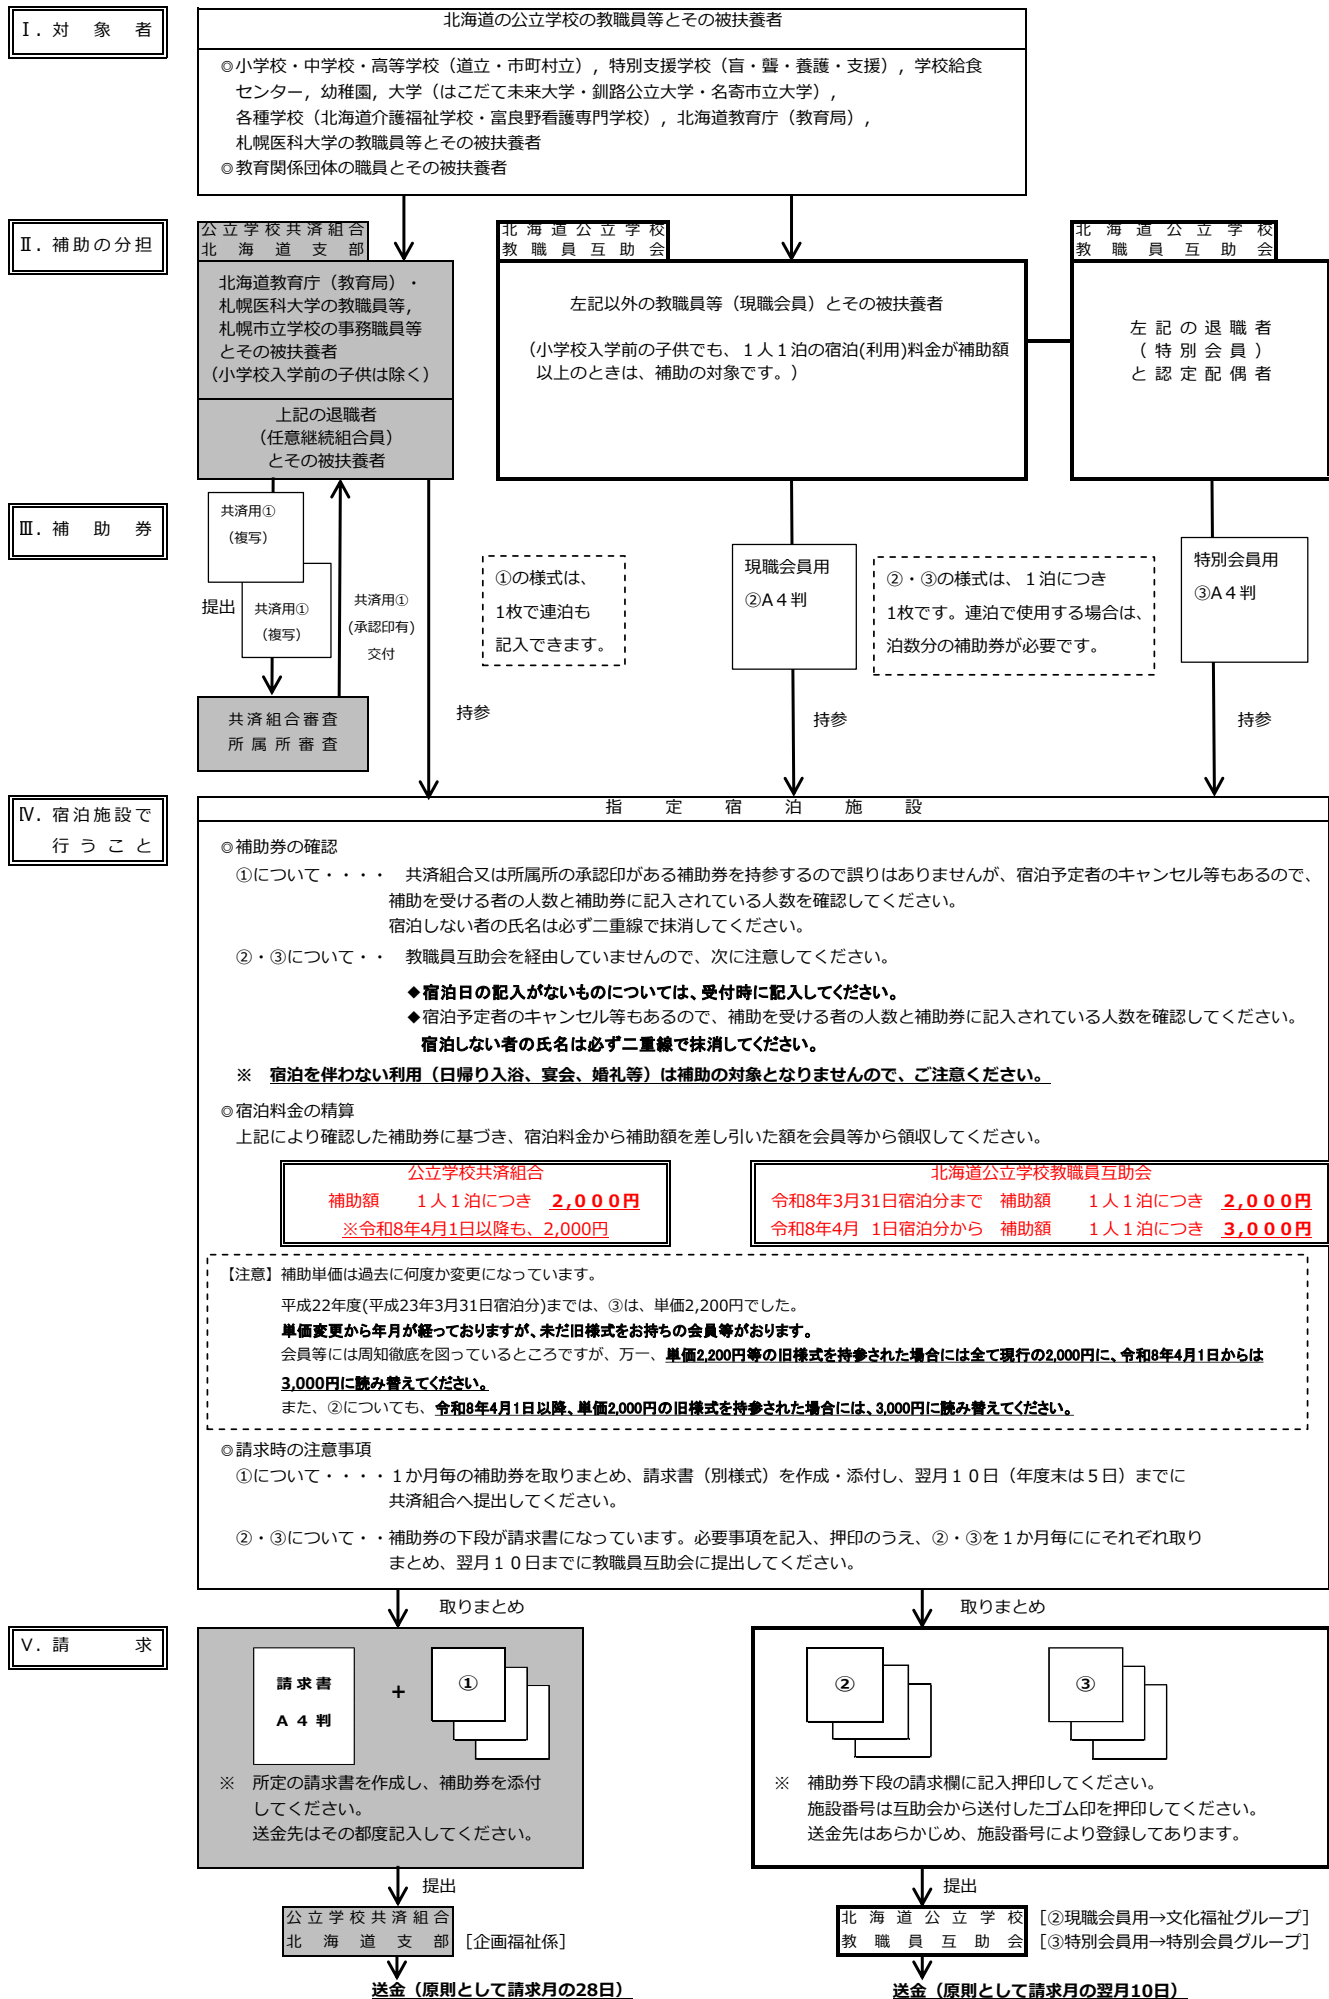 Ⅰ．対　象　者
北海道の公立学校の教職員等とその被扶養者
◎小学校・中学校・高等学校（道立・市町村立），特別支援学校（盲・聾・養護・支援），学校給食
センター，幼稚園，大学（はこだて未来大学・釧路公立大学・名寄市立大学），
各種学校（北海道介護福祉学校・富良野看護専門学校），北海道教育庁（教育局），
札幌医科大学の教職員等とその被扶養者
◎教育関係団体の職員とその被扶養者
Ⅱ．補助の分担
公立学校共済組合
北海道支部
北海道教育庁（教育局）・
札幌医科大学の教職員等，
札幌市立学校の事務職員等
とその被扶養者
（小学校入学前の子供は除く）
上記の退職者
（任意継続組合員）
とその被扶養者
北海道公立学校
教職員互助会
左記以外の教職員等（現職会員）とその被扶養者
（小学校入学前の子供でも、１人１泊の宿泊(利用)料金が補助額
以上のときは、補助の対象です。）
北海道公立学校
教職員互助会
左記の退職者
（特別会員）
と認定配偶者
Ⅲ．補　助　券
共済用①
（複写）
提出
共済用①
（複写）
共済用①
(承認印有)
交付
共済組合審査
所属所審査
持参
①の様式は、
1枚で連泊も
記入できます。
現職会員用
②Ａ４判
持参
②・③の様式は、１泊につき
1枚です。連泊で使用する場合は、
泊数分の補助券が必要です。
特別会員用
③Ａ４判
持参
Ⅳ．宿泊施設で
行うこと
指　定　宿　泊　施　設
◎補助券の確認
①について・・・・　共済組合又は所属所の承認印がある補助券を持参するので誤りはありませんが、宿泊予定者のキャンセル等もあるので、
補助を受ける者の人数と補助券に記入されている人数を確認してください。
宿泊しない者の氏名は必ず二重線で抹消してください。
②・③について・・　教職員互助会を経由していませんので、次に注意してください。
◆宿泊日の記入がないものについては、受付時に記入してください。
◆宿泊予定者のキャンセル等もあるので、補助を受ける者の人数と補助券に記入されている人数を確認してください。
宿泊しない者の氏名は必ず二重線で抹消してください。
※　宿泊を伴わない利用（日帰り入浴、宴会、婚礼等）は補助の対象となりませんので、ご注意ください。
◎宿泊料金の精算
上記により確認した補助券に基づき、宿泊料金から補助額を差し引いた額を会員等から領収してください。
公立学校共済組合
補助額　　１人１泊につき　２,０００円
※令和8年4月1日以降も、2,000円
北海道公立学校教職員互助会
令和8年3月31日宿泊分まで　補助額　　１人１泊につき　２,０００円
令和8年4月　1日宿泊分から　補助額　　１人１泊につき　３,０００円
【注意】補助単価は過去に何度か変更になっています。
平成22年度(平成23年3月31日宿泊分)までは、③は、単価2,200円でした。
単価変更から年月が経っておりますが、未だ旧様式をお持ちの会員等がおります。
会員等には周知徹底を図っているところですが、万一、単価2,200円等の旧様式を持参された場合には全て現行の2,000円に、令和8年4月1日からは
3,000円に読み替えてください。
また、②についても、令和8年4月1日以降、単価2,000円の旧様式を持参された場合には、3,000円に読み替えてください。
◎請求時の注意事項
①について・・・・１か月毎の補助券を取りまとめ、請求書（別様式）を作成・添付し、翌月１０日（年度末は５日）までに
共済組合へ提出してください。
②・③について・・補助券の下段が請求書になっています。必要事項を記入、押印のうえ、②・③を１か月毎ににそれぞれ取り
まとめ、翌月１０日までに教職員互助会に提出してください。
取りまとめ
取りまとめ
Ⅴ．請　　　求
請求書
Ａ４判
＋
①
※　所定の請求書を作成し、補助券を添付
してください。
送金先はその都度記入してください。
②
③
※　補助券下段の請求欄に記入押印してください。
施設番号は互助会から送付したゴム印を押印してください。
送金先はあらかじめ、施設番号により登録してあります。
提出
提出
公立学校共済組合
北海道支部
［企画福祉係］
北海道公立学校
教職員互助会
［②現職会員用→文化福祉グループ］
［③特別会員用→特別会員グループ］
送金（原則として請求月の28日）
送金（原則として請求月の翌月10日）